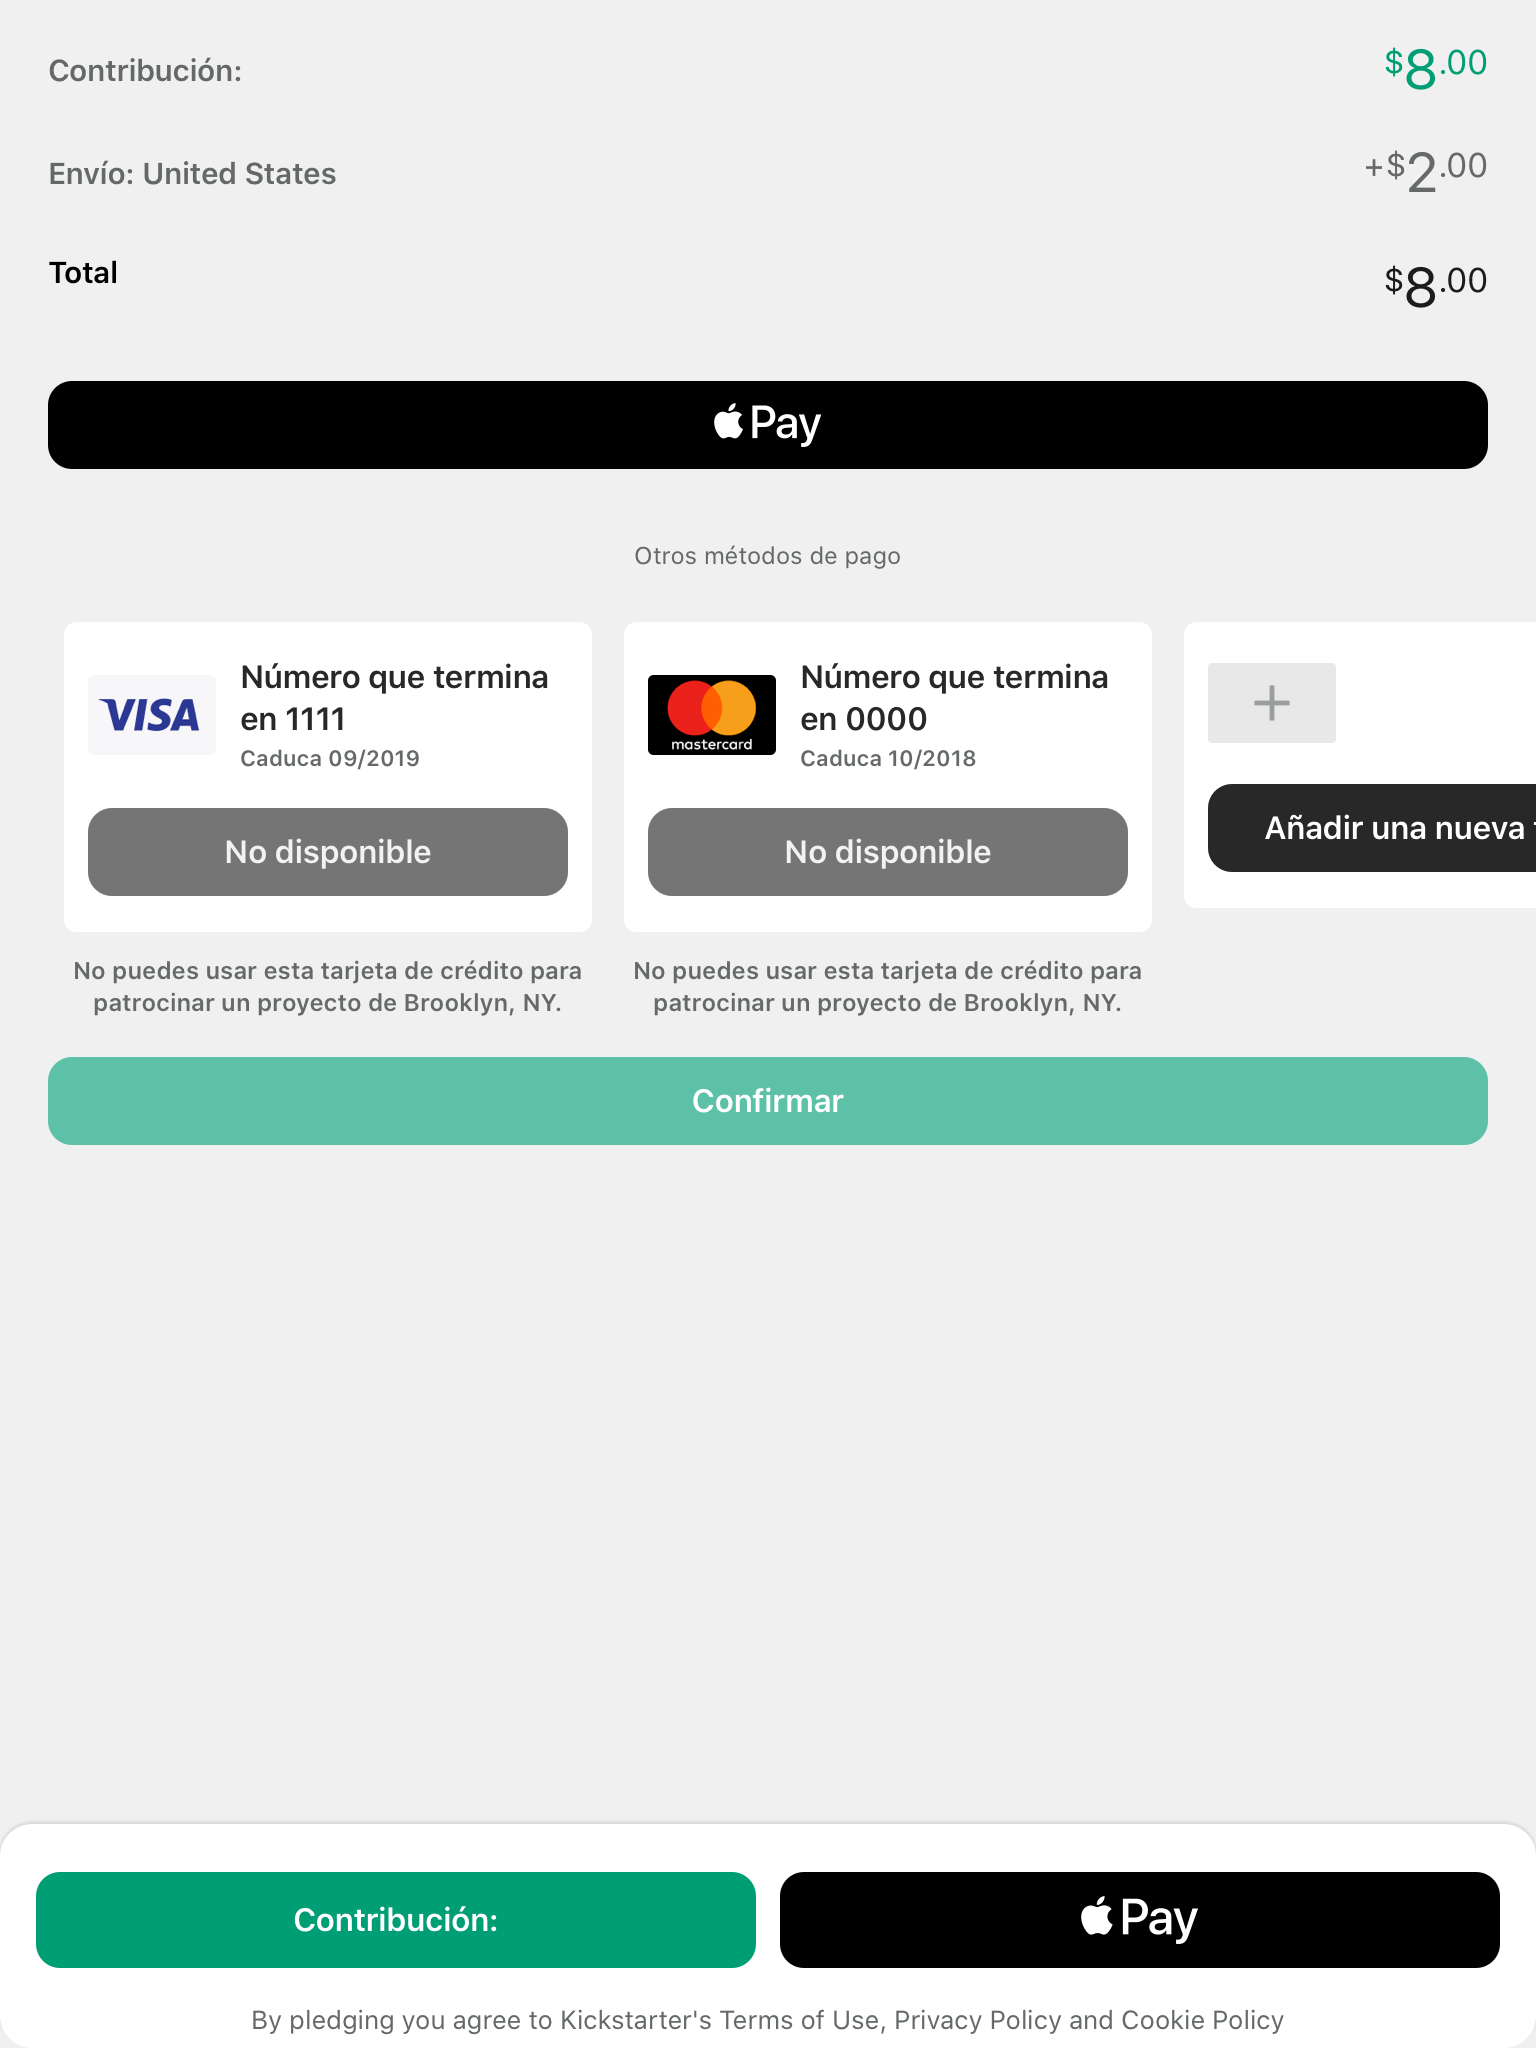 Contribución: $8.00
Envío: United States +$2.00
Total $8.00
Pay
Otros métodos de pago
VISA
Número que termina
en 1111
Caduca 09/2019
No disponible
No puedes usar esta tarjeta de crédito para
patrocinar un proyecto de Brooklyn, NY.
mastercard
Número que termina
en 0000
Caduca 10/2018
No disponible
No puedes usar esta tarjeta de crédito para
patrocinar un proyecto de Brooklyn, NY.
Añadir una nueva
Confirmar
Contribución:
Pay
By pledging you agree to Kickstarter's Terms of Use, Privacy Policy and Cookie Policy